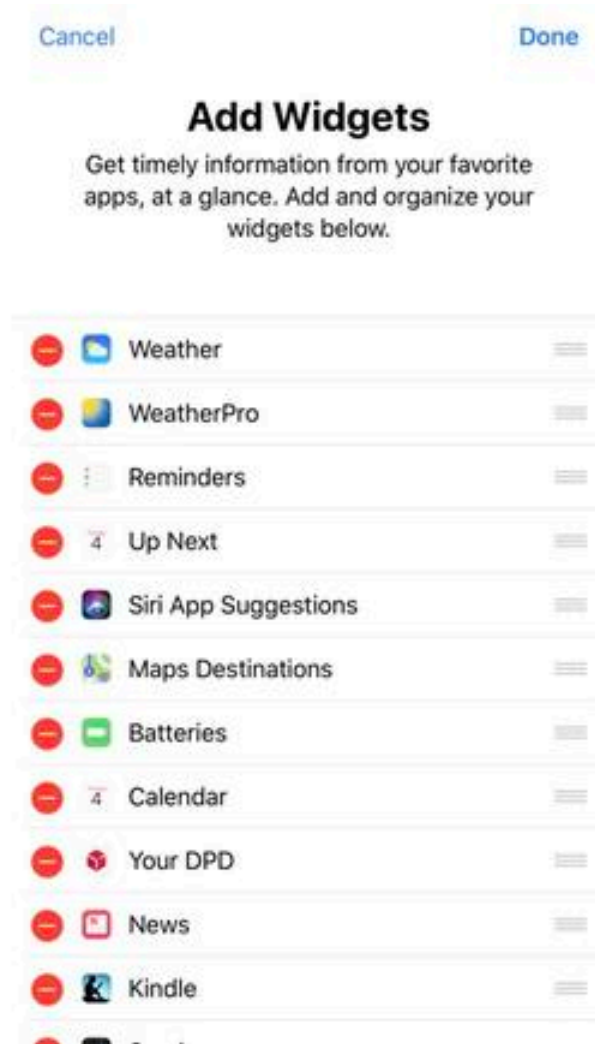 Cancel Done
Add Widgets
Get timely information from your favorite
apps, at a glance. Add and organize your
widgets below.
Weather
WeatherPro
Reminders
4 Up Next
Siri App Suggestions
Maps Destinations
Batteries
4 Calendar
Your DPD
News
Kindle